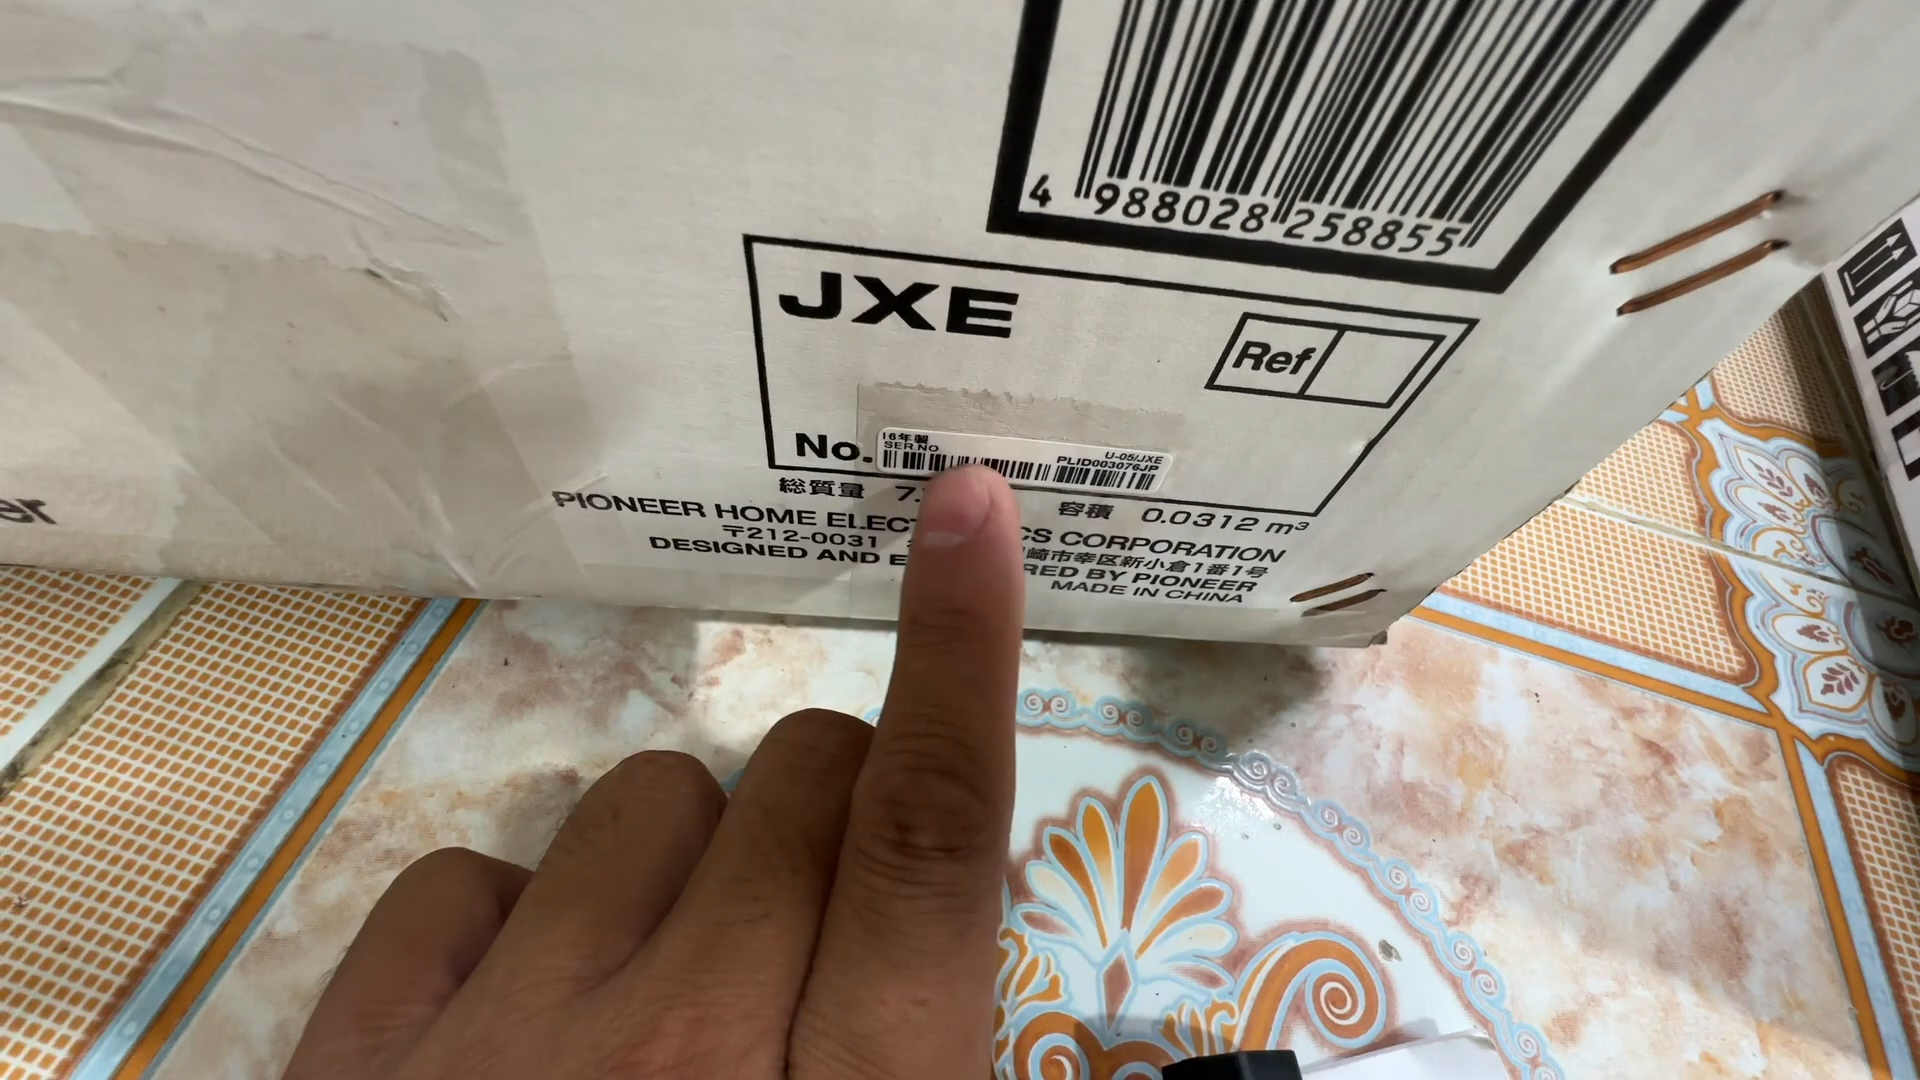 4 988028 258855
JXE
Ref
No.
16年製
SER.NO
U-05/JXE
PLID003076JP
総質量 7. 容積 0.0312 m³
PIONEER HOME ELEC CS CORPORATION
〒212-0031 崎市幸区新小倉1番1号
DESIGNED AND E RED BY PIONEER
MADE IN CHINA
er